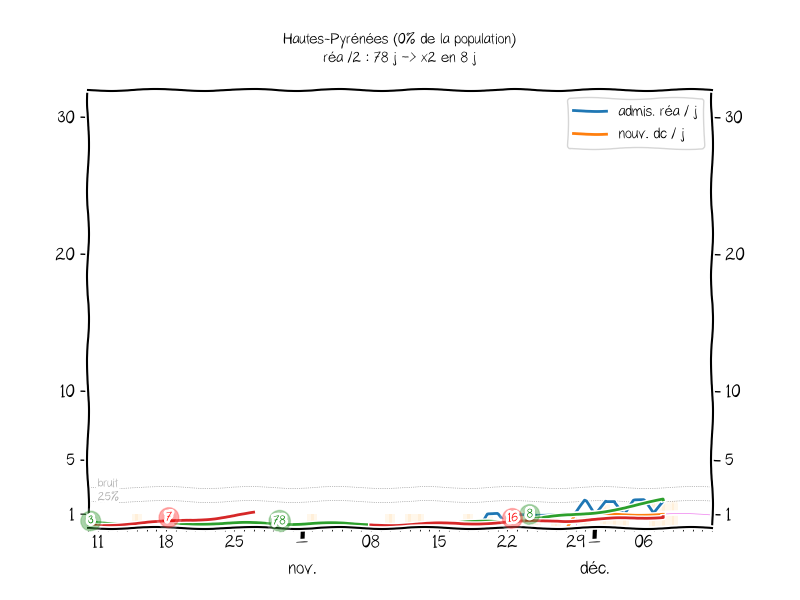 Hautes-Pyrénées (0% de la population)
réa /2 : 78 j -> x2 en 8 j
admis. réa / j
nouv. dc / j
30 30
20 20
10 10
5 5
bruit
25%
1 1
3 7 78 16 8
11 18 25 08 15 22 29 06
nov. déc.